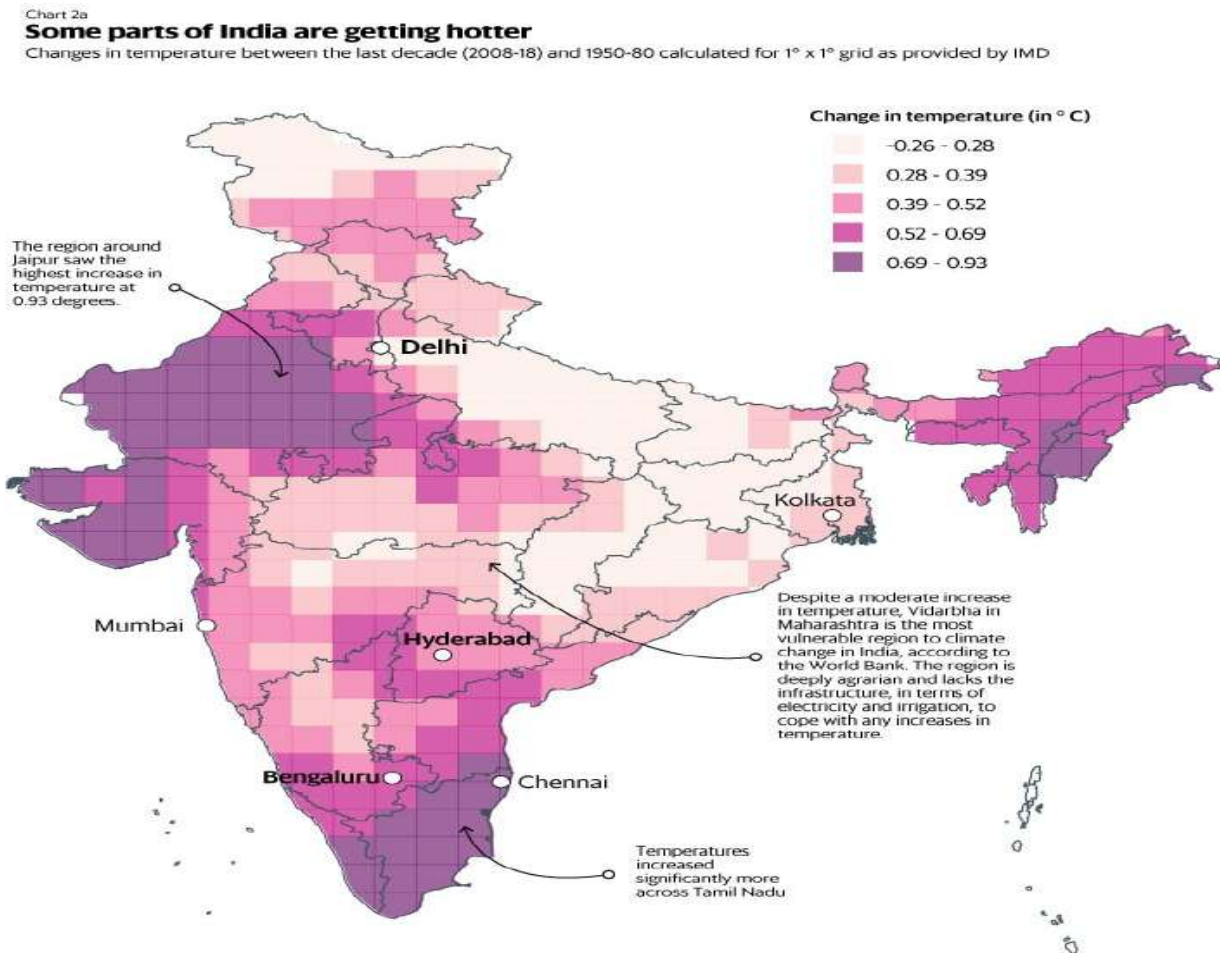 Chart 2a
Some parts of India are getting hotter
Changes in temperature between the last decade (2008-18) and 1950-80 calculated for 1° x 1° grid as provided by IMD
Change in temperature (in ° C)
-0.26 - 0.28
0.28 - 0.39
0.39 - 0.52
0.52 - 0.69
0.69 - 0.93
The region around
Jaipur saw the
highest increase in
temperature at
0.93 degrees.
Delhi
Kolkata
Mumbai
Hyderabad
Despite a moderate increase
in temperature, Vidarbha in
Maharashtra is the most
vulnerable region to climate
change in India, according to
the World Bank. The region is
deeply agrarian and lacks the
infrastructure, in terms of
electricity and irrigation, to
cope with any increases in
temperature.
Bengaluru
Chennai
Temperatures
increased
significantly more
across Tamil Nadu